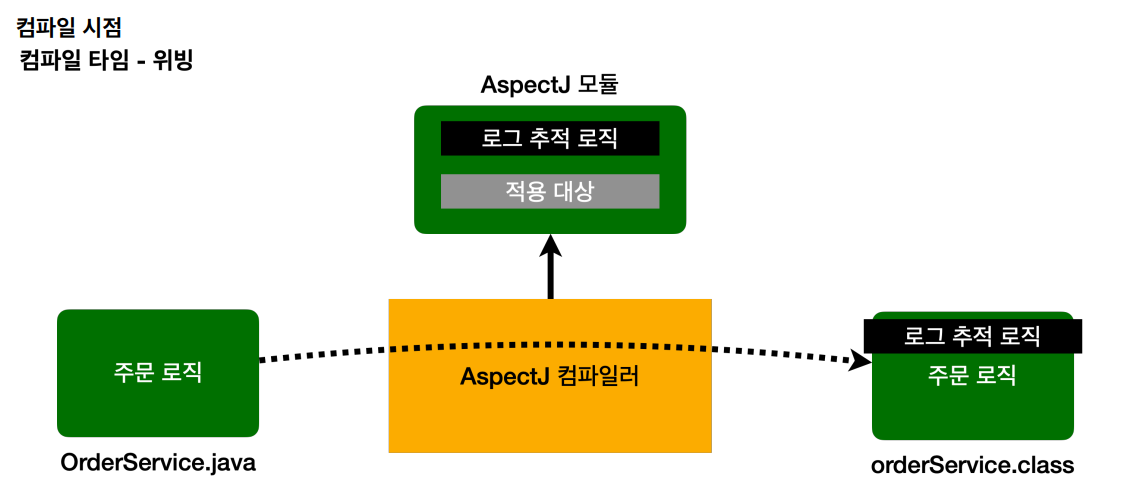 컴파일 시점
컴파일 타임 - 위빙
AspectJ 모듈
로그 추적 로직
적용 대상
주문 로직
OrderService.java
AspectJ 컴파일러
로그 추적 로직
주문 로직
orderService.class